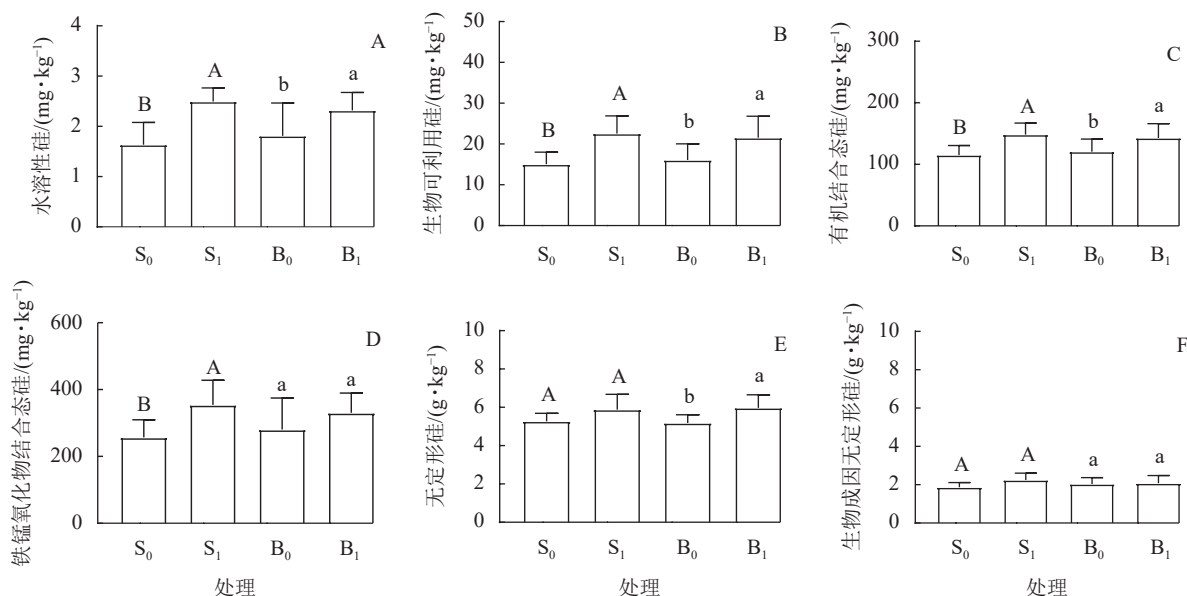 水溶性硅/(mg·kg⁻¹)
4
3
2
1
0
B
A
b
a
A
S₀
S₁
B₀
B₁
生物可利用硅/(mg·kg⁻¹)
50
40
30
20
10
0
B
A
b
a
B
S₀
S₁
B₀
B₁
有机结合态硅/(mg·kg⁻¹)
300
200
100
0
B
A
b
a
C
S₀
S₁
B₀
B₁
铁锰氧化物结合态硅/(mg·kg⁻¹)
600
400
200
0
B
A
a
a
D
S₀
S₁
B₀
B₁
处理
无定形硅/(g·kg⁻¹)
10
8
6
4
2
0
A
A
b
a
E
S₀
S₁
B₀
B₁
处理
生物成因无定形硅/(g·kg⁻¹)
10
8
6
4
2
0
A
A
a
a
F
S₀
S₁
B₀
B₁
处理